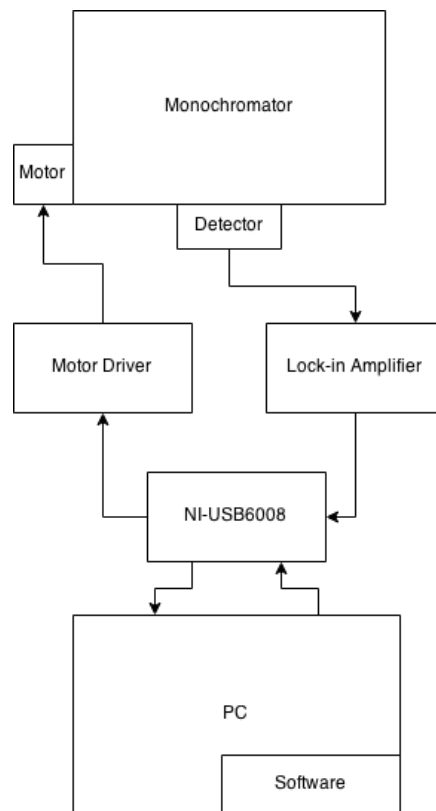 Monochromator
Motor
Detector
Motor Driver
Lock-in Amplifier
NI-USB6008
PC
Software